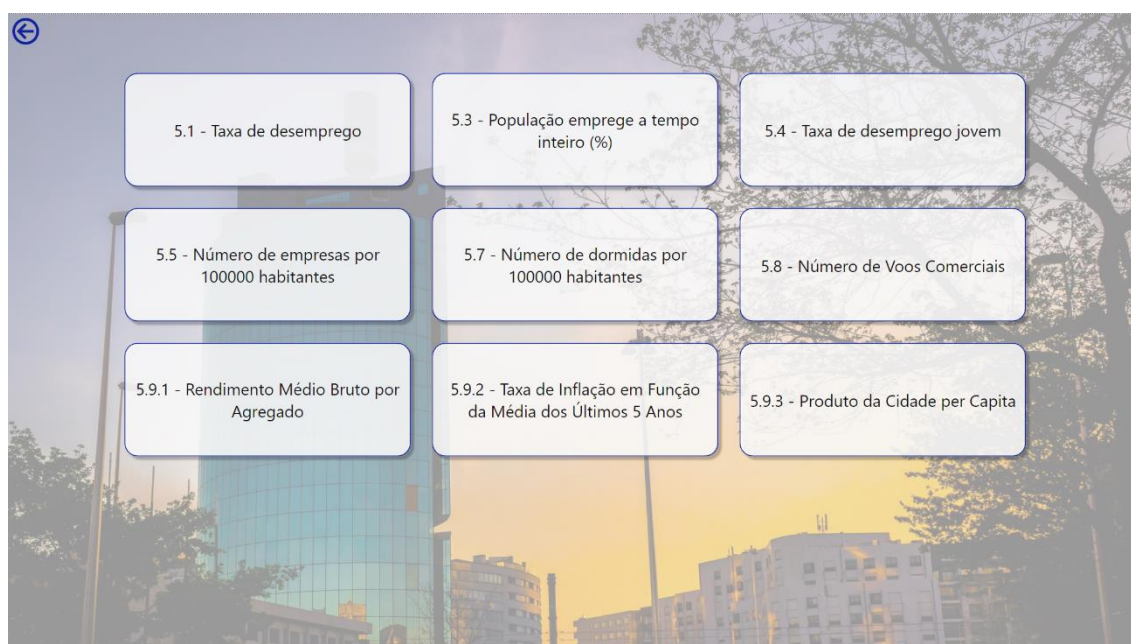 5.1 - Taxa de desemprego
5.3 - População emprege a tempo
inteiro (%)
5.4 - Taxa de desemprego jovem
5.5 - Número de empresas por
100000 habitantes
5.7 - Número de dormidas por
100000 habitantes
5.8 - Número de Voos Comerciais
5.9.1 - Rendimento Médio Bruto por
Agregado
5.9.2 - Taxa de Inflação em Função
da Média dos Últimos 5 Anos
5.9.3 - Produto da Cidade per Capita